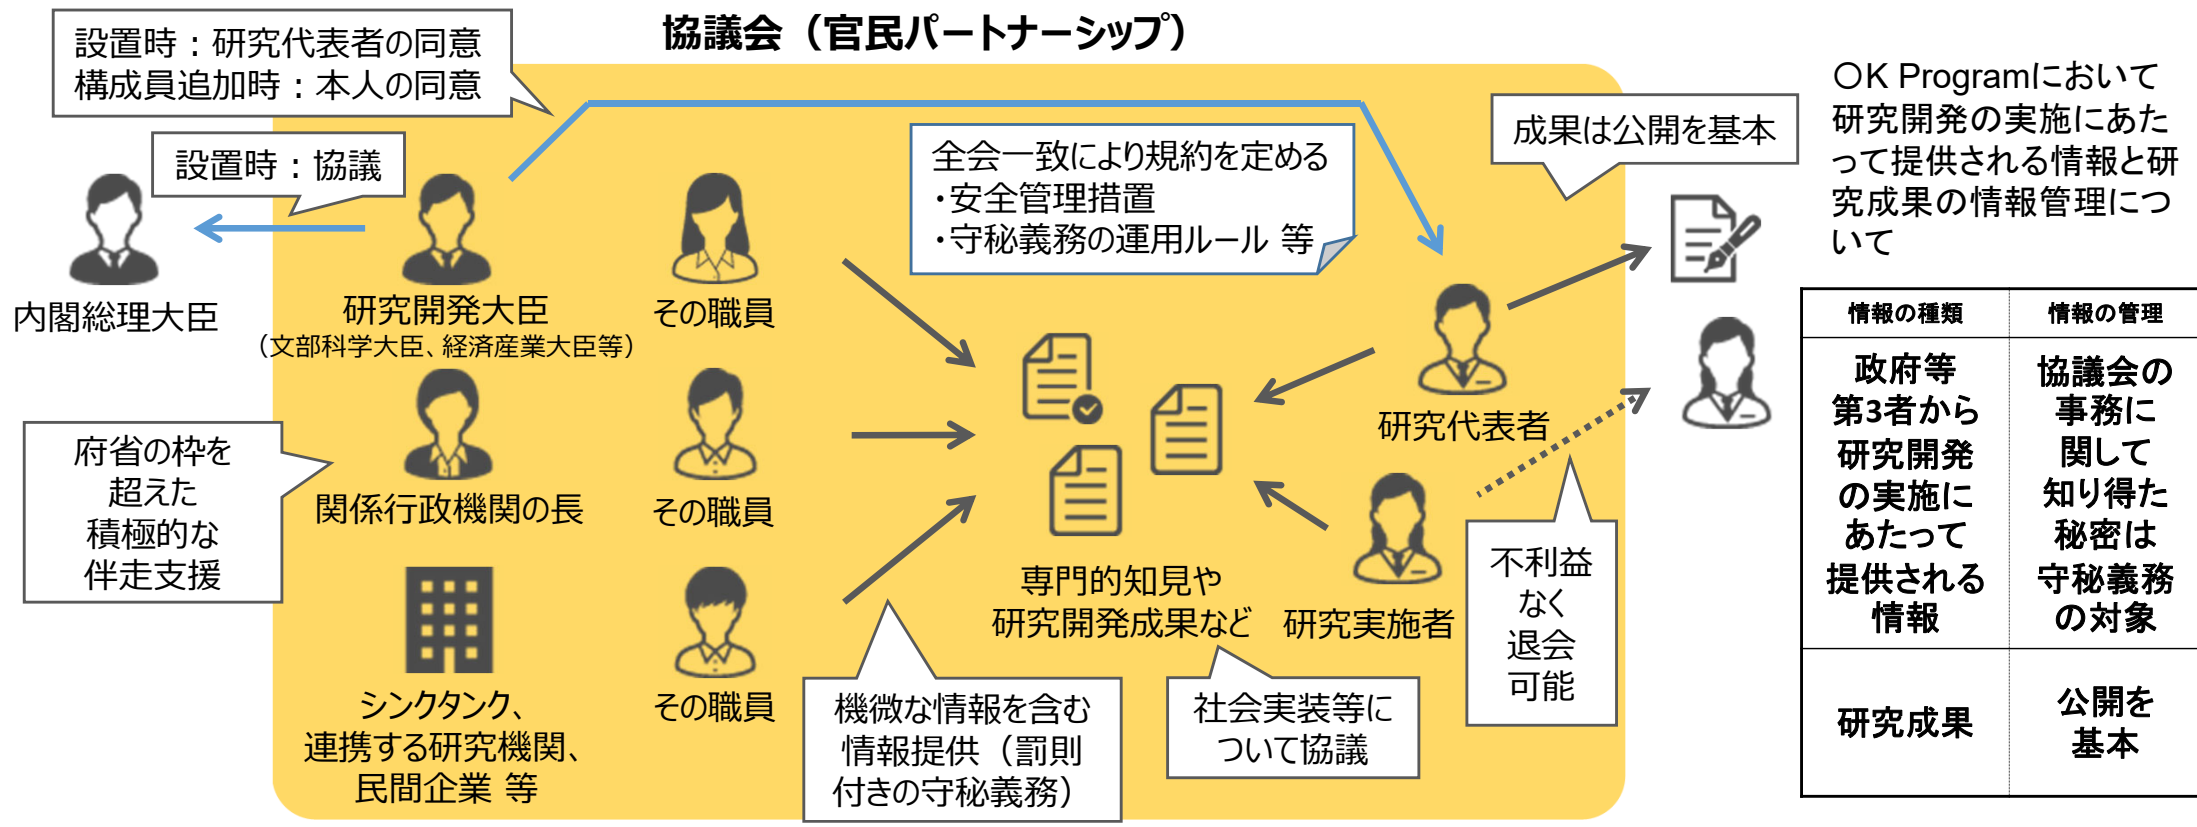 協議会（官民パートナーシップ）
設置時：研究代表者の同意
構成員追加時：本人の同意
設置時：協議
内閣総理大臣
研究開発大臣
（文部科学大臣、経済産業大臣等）
その職員
全会一致により規約を定める
・安全管理措置
・守秘義務の運用ルール 等
成果は公開を基本
府省の枠を
超えた
積極的な
伴走支援
関係行政機関の長
その職員
シンクタンク、
連携する研究機関、
民間企業 等
その職員
専門的知見や
研究開発成果など
研究代表者
研究実施者
機微な情報を含む
情報提供（罰則
付きの守秘義務）
社会実装等に
ついて協議
不利益
なく
退会
可能
〇K Programにおいて
研究開発の実施にあた
って提供される情報と研
究成果の情報管理につ
いて
情報の種類
情報の管理
政府等
第3者から
研究開発
の実施に
あたって
提供される
情報
協議会の
事務に
関して
知り得た
秘密は
守秘義務
の対象
研究成果
公開を
基本